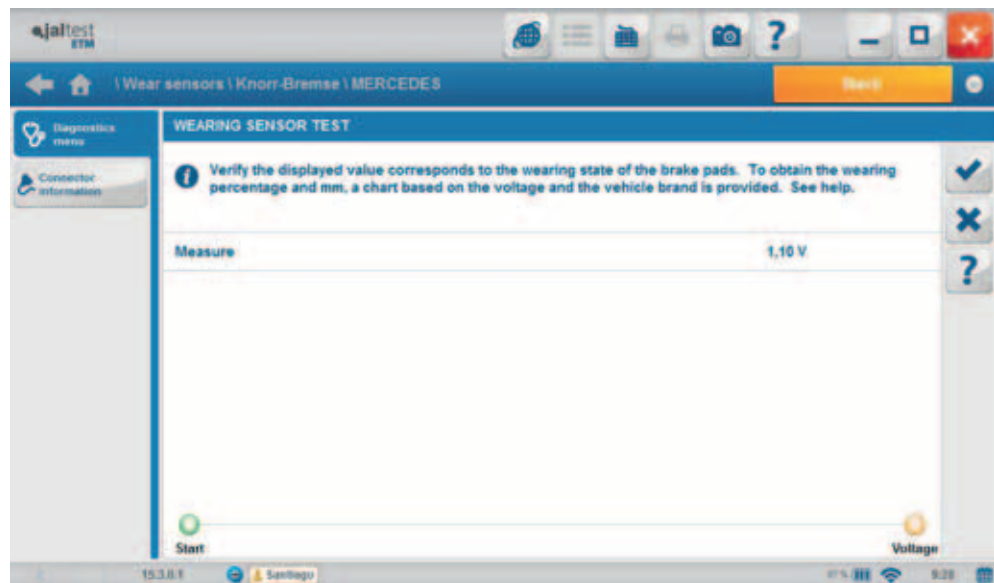 jaltest
ETM
?
\ Wear sensors \ Knorr-Bremse \ MERCEDES
Diagnostics
menu
WEARING SENSOR TEST
Connector
information
Verify the displayed value corresponds to the wearing state of the brake pads. To obtain the wearing
percentage and mm, a chart based on the voltage and the vehicle brand is provided. See help.
Measure 1,10 V
?
Start
Voltage
Santiago
9:28